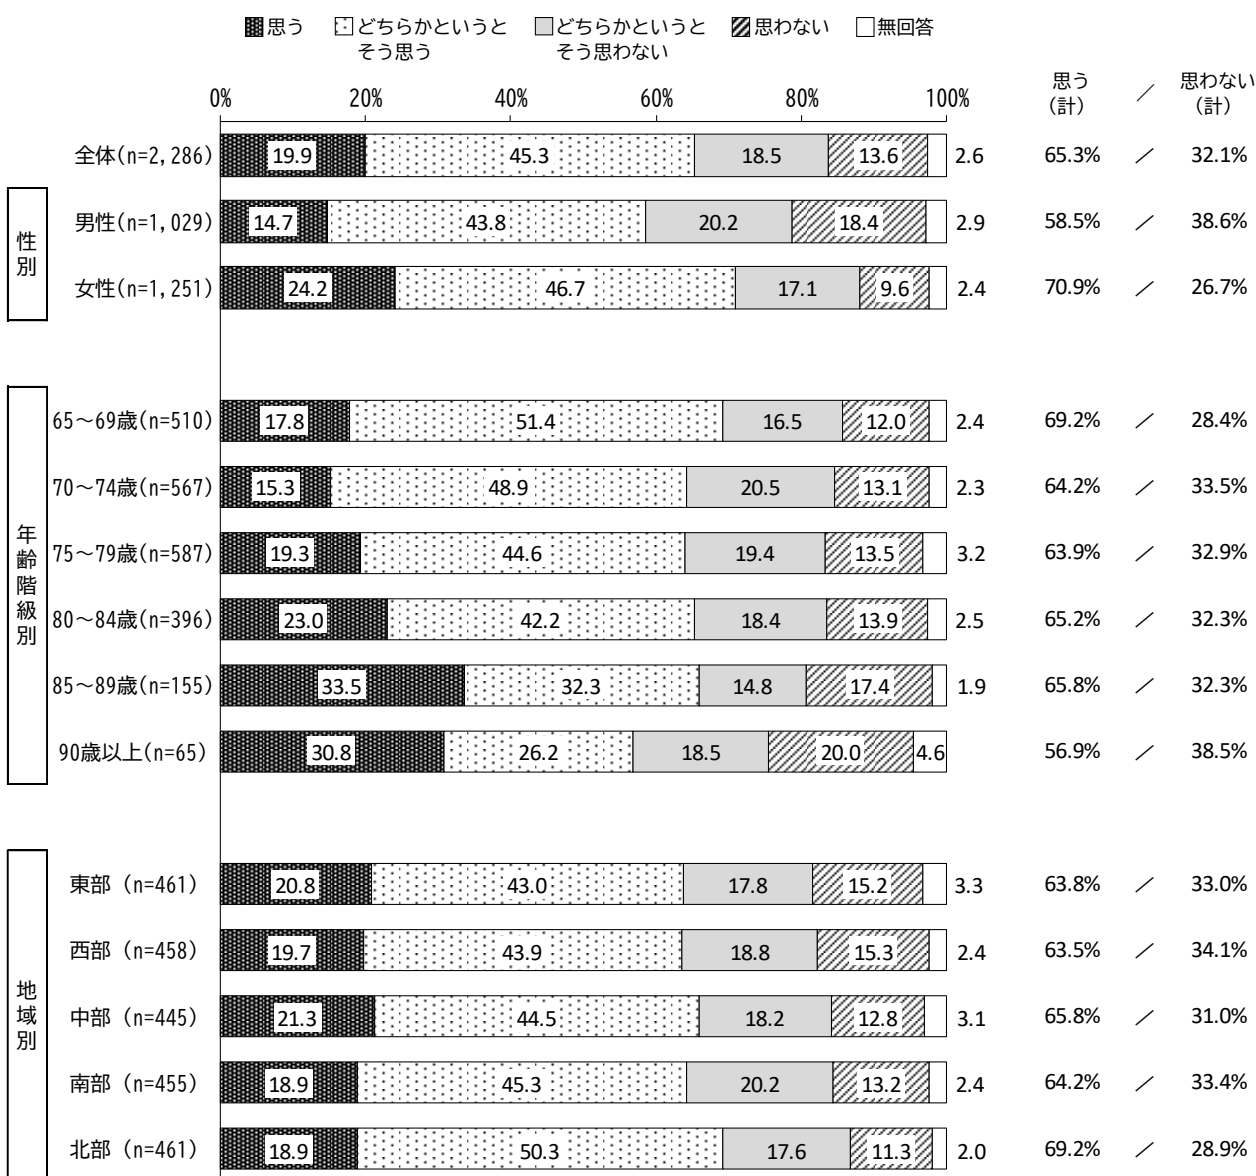 思う どちらかというと どちらかというと 思わない 無回答
そう思う そう思わない
思う ／ 思わない
(計) (計)
0% 20% 40% 60% 80% 100%
全体(n=2,286) 19.9 45.3 18.5 13.6 2.6 65.3% ／ 32.1%
性別
男性(n=1,029) 14.7 43.8 20.2 18.4 2.9 58.5% ／ 38.6%
女性(n=1,251) 24.2 46.7 17.1 9.6 2.4 70.9% ／ 26.7%
年齢階級別
65～69歳(n=510) 17.8 51.4 16.5 12.0 2.4 69.2% ／ 28.4%
70～74歳(n=567) 15.3 48.9 20.5 13.1 2.3 64.2% ／ 33.5%
75～79歳(n=587) 19.3 44.6 19.4 13.5 3.2 63.9% ／ 32.9%
80～84歳(n=396) 23.0 42.2 18.4 13.9 2.5 65.2% ／ 32.3%
85～89歳(n=155) 33.5 32.3 14.8 17.4 1.9 65.8% ／ 32.3%
90歳以上(n=65) 30.8 26.2 18.5 20.0 4.6 56.9% ／ 38.5%
地域別
東部 (n=461) 20.8 43.0 17.8 15.2 3.3 63.8% ／ 33.0%
西部 (n=458) 19.7 43.9 18.8 15.3 2.4 63.5% ／ 34.1%
中部 (n=445) 21.3 44.5 18.2 12.8 3.1 65.8% ／ 31.0%
南部 (n=455) 18.9 45.3 20.2 13.2 2.4 64.2% ／ 33.4%
北部 (n=461) 18.9 50.3 17.6 11.3 2.0 69.2% ／ 28.9%